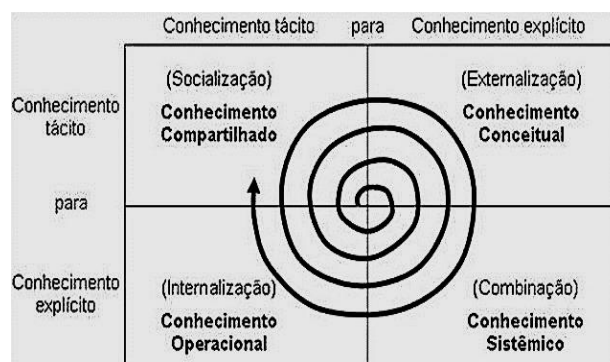 Conhecimento tácito para Conhecimento explícito
Conhecimento
tácito
(Socialização)
Conhecimento
Compartilhado
(Externalização)
Conhecimento
Conceitual
para
Conhecimento
explícito
(Internalização)
Conhecimento
Operacional
(Combinação)
Conhecimento
Sistêmico